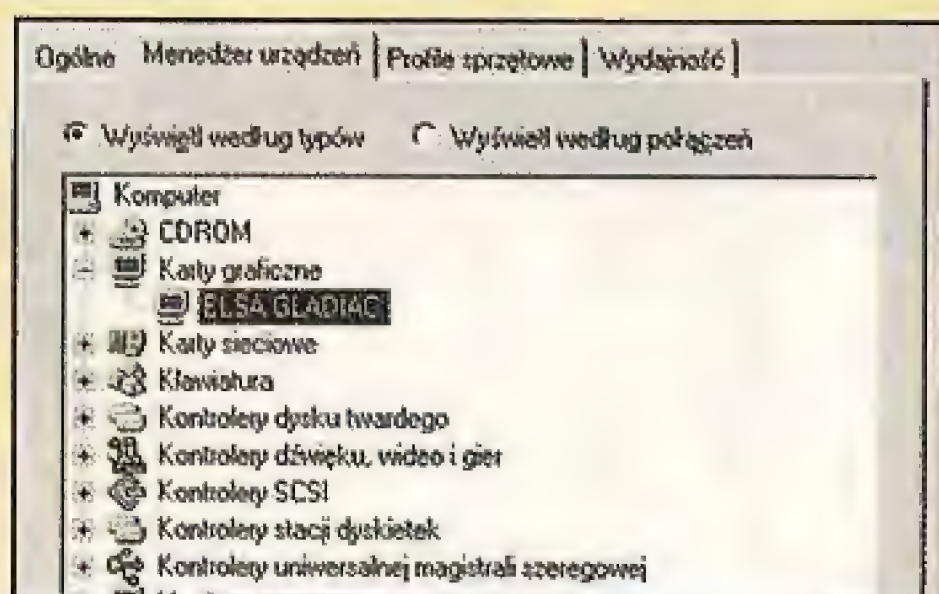 Ogólne Menedżer urządzeń Profile sprzętowe Wydajność
Wyświetl według typów Wyświetl według połączeń
Komputer
CDROM
Karty graficzne
ELSA GLADIAC
Karty sieciowe
Klawiatura
Kontrolery dysku twardego
Kontrolery dźwięku, wideo i gier
Kontrolery SCSI
Kontrolery stacji dyskietek
Kontrolery uniwersalnej magistrali szeregowej